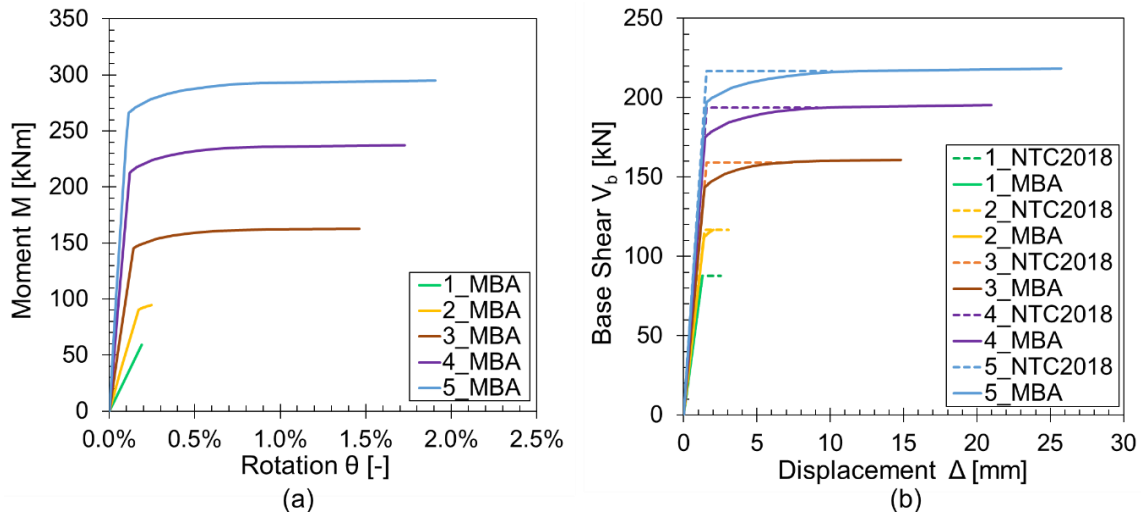 350
300
250
200
150
100
50
0
Moment M [kNm]
0.0%
0.5%
1.0%
1.5%
2.0%
2.5%
Rotation θ [-]
1_MBA
2_MBA
3_MBA
4_MBA
5_MBA
(a)
250
200
150
100
50
0
Base Shear V_b [kN]
0
5
10
15
20
25
30
Displacement Δ [mm]
1_NTC2018
1_MBA
2_NTC2018
2_MBA
3_NTC2018
3_MBA
4_NTC2018
4_MBA
5_NTC2018
5_MBA
(b)